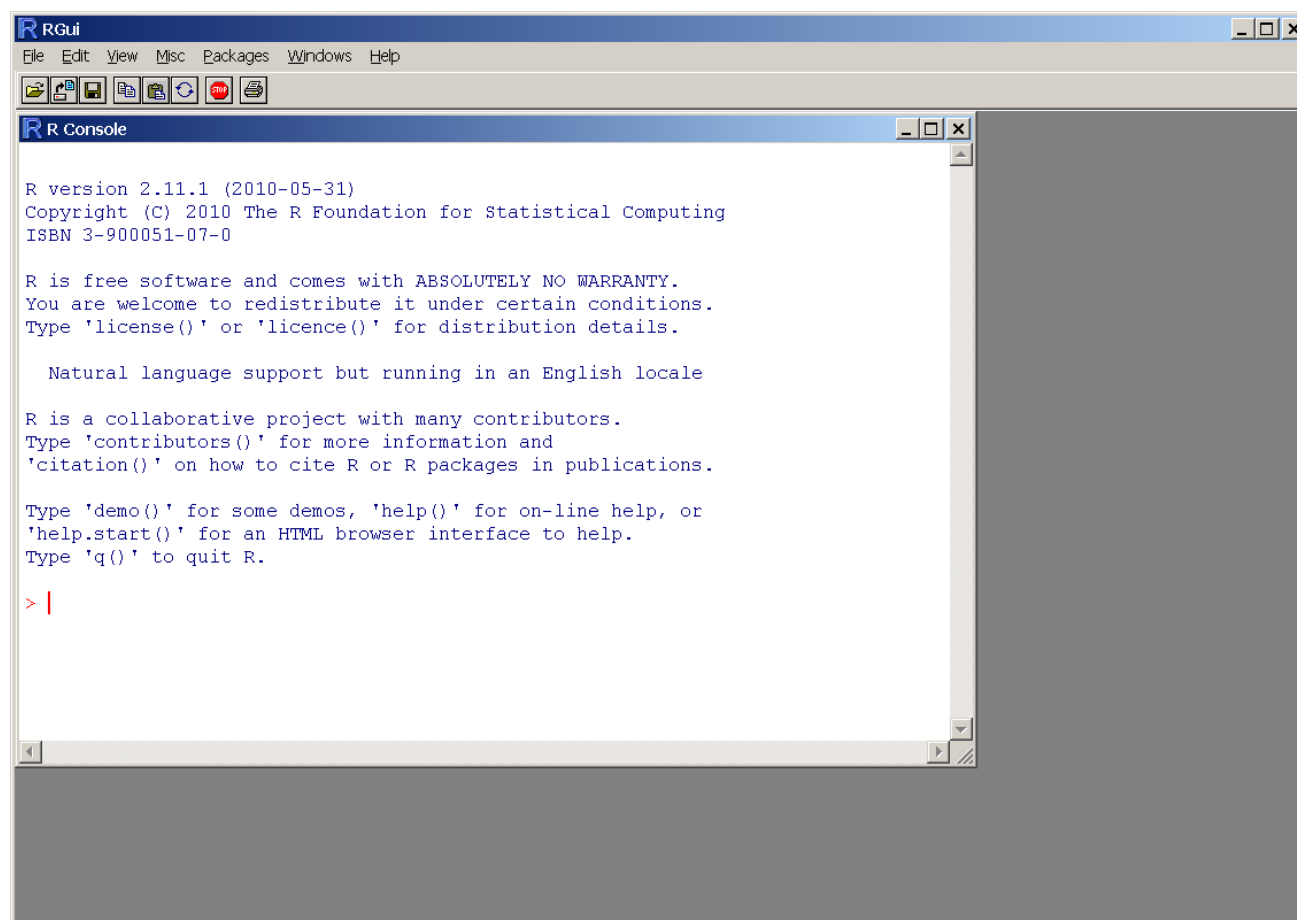 RGui
File Edit View Misc Packages Windows Help
STOP
R Console
R version 2.11.1 (2010-05-31)
Copyright (C) 2010 The R Foundation for Statistical Computing
ISBN 3-900051-07-0
R is free software and comes with ABSOLUTELY NO WARRANTY.
You are welcome to redistribute it under certain conditions.
Type 'license()' or 'licence()' for distribution details.
Natural language support but running in an English locale
R is a collaborative project with many contributors.
Type 'contributors()' for more information and
'citation()' on how to cite R or R packages in publications.
Type 'demo()' for some demos, 'help()' for on-line help, or
'help.start()' for an HTML browser interface to help.
Type 'q()' to quit R.
>